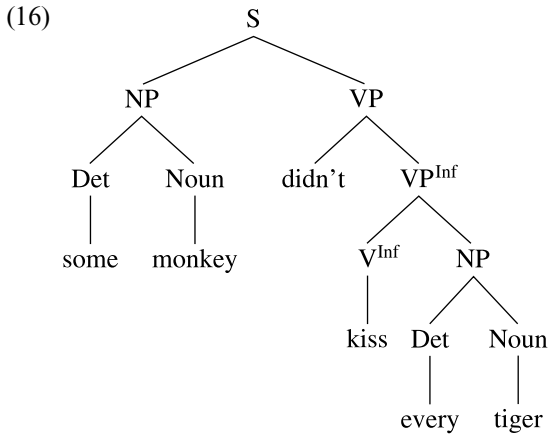 (16) S
NP VP
Det Noun didn't VP^Inf
some monkey V^Inf NP
kiss Det Noun
every tiger